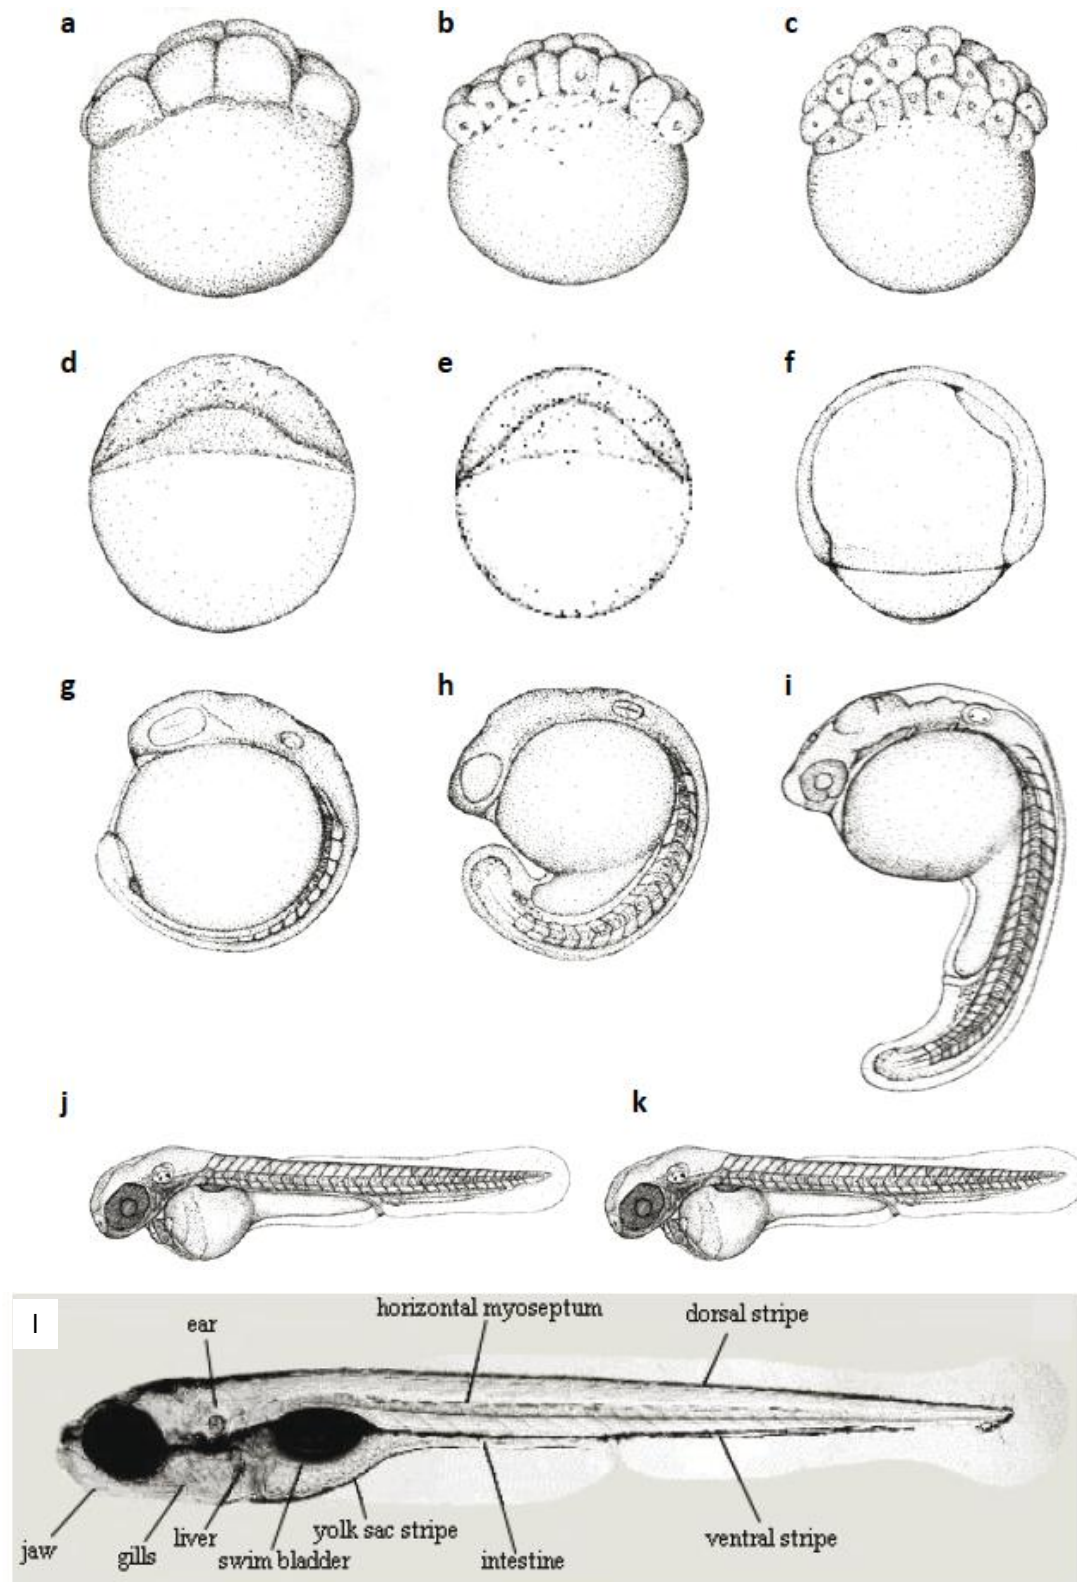 a
b
c
d
e
f
g
h
i
j
k
l
horizontal myoseptum
dorsal stripe
ear
jaw
gills
liver
swim bladder
yolk sac stripe
intestine
ventral stripe